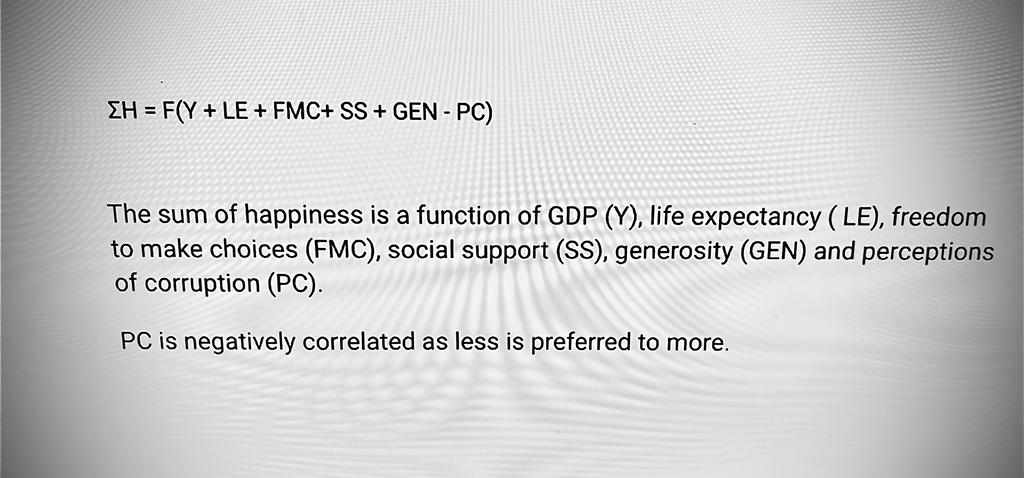 ΣH = F(Y + LE + FMC+ SS + GEN - PC)
The sum of happiness is a function of GDP (Y), life expectancy ( LE), freedom
to make choices (FMC), social support (SS), generosity (GEN) and perceptions
of corruption (PC).
PC is negatively correlated as less is preferred to more.